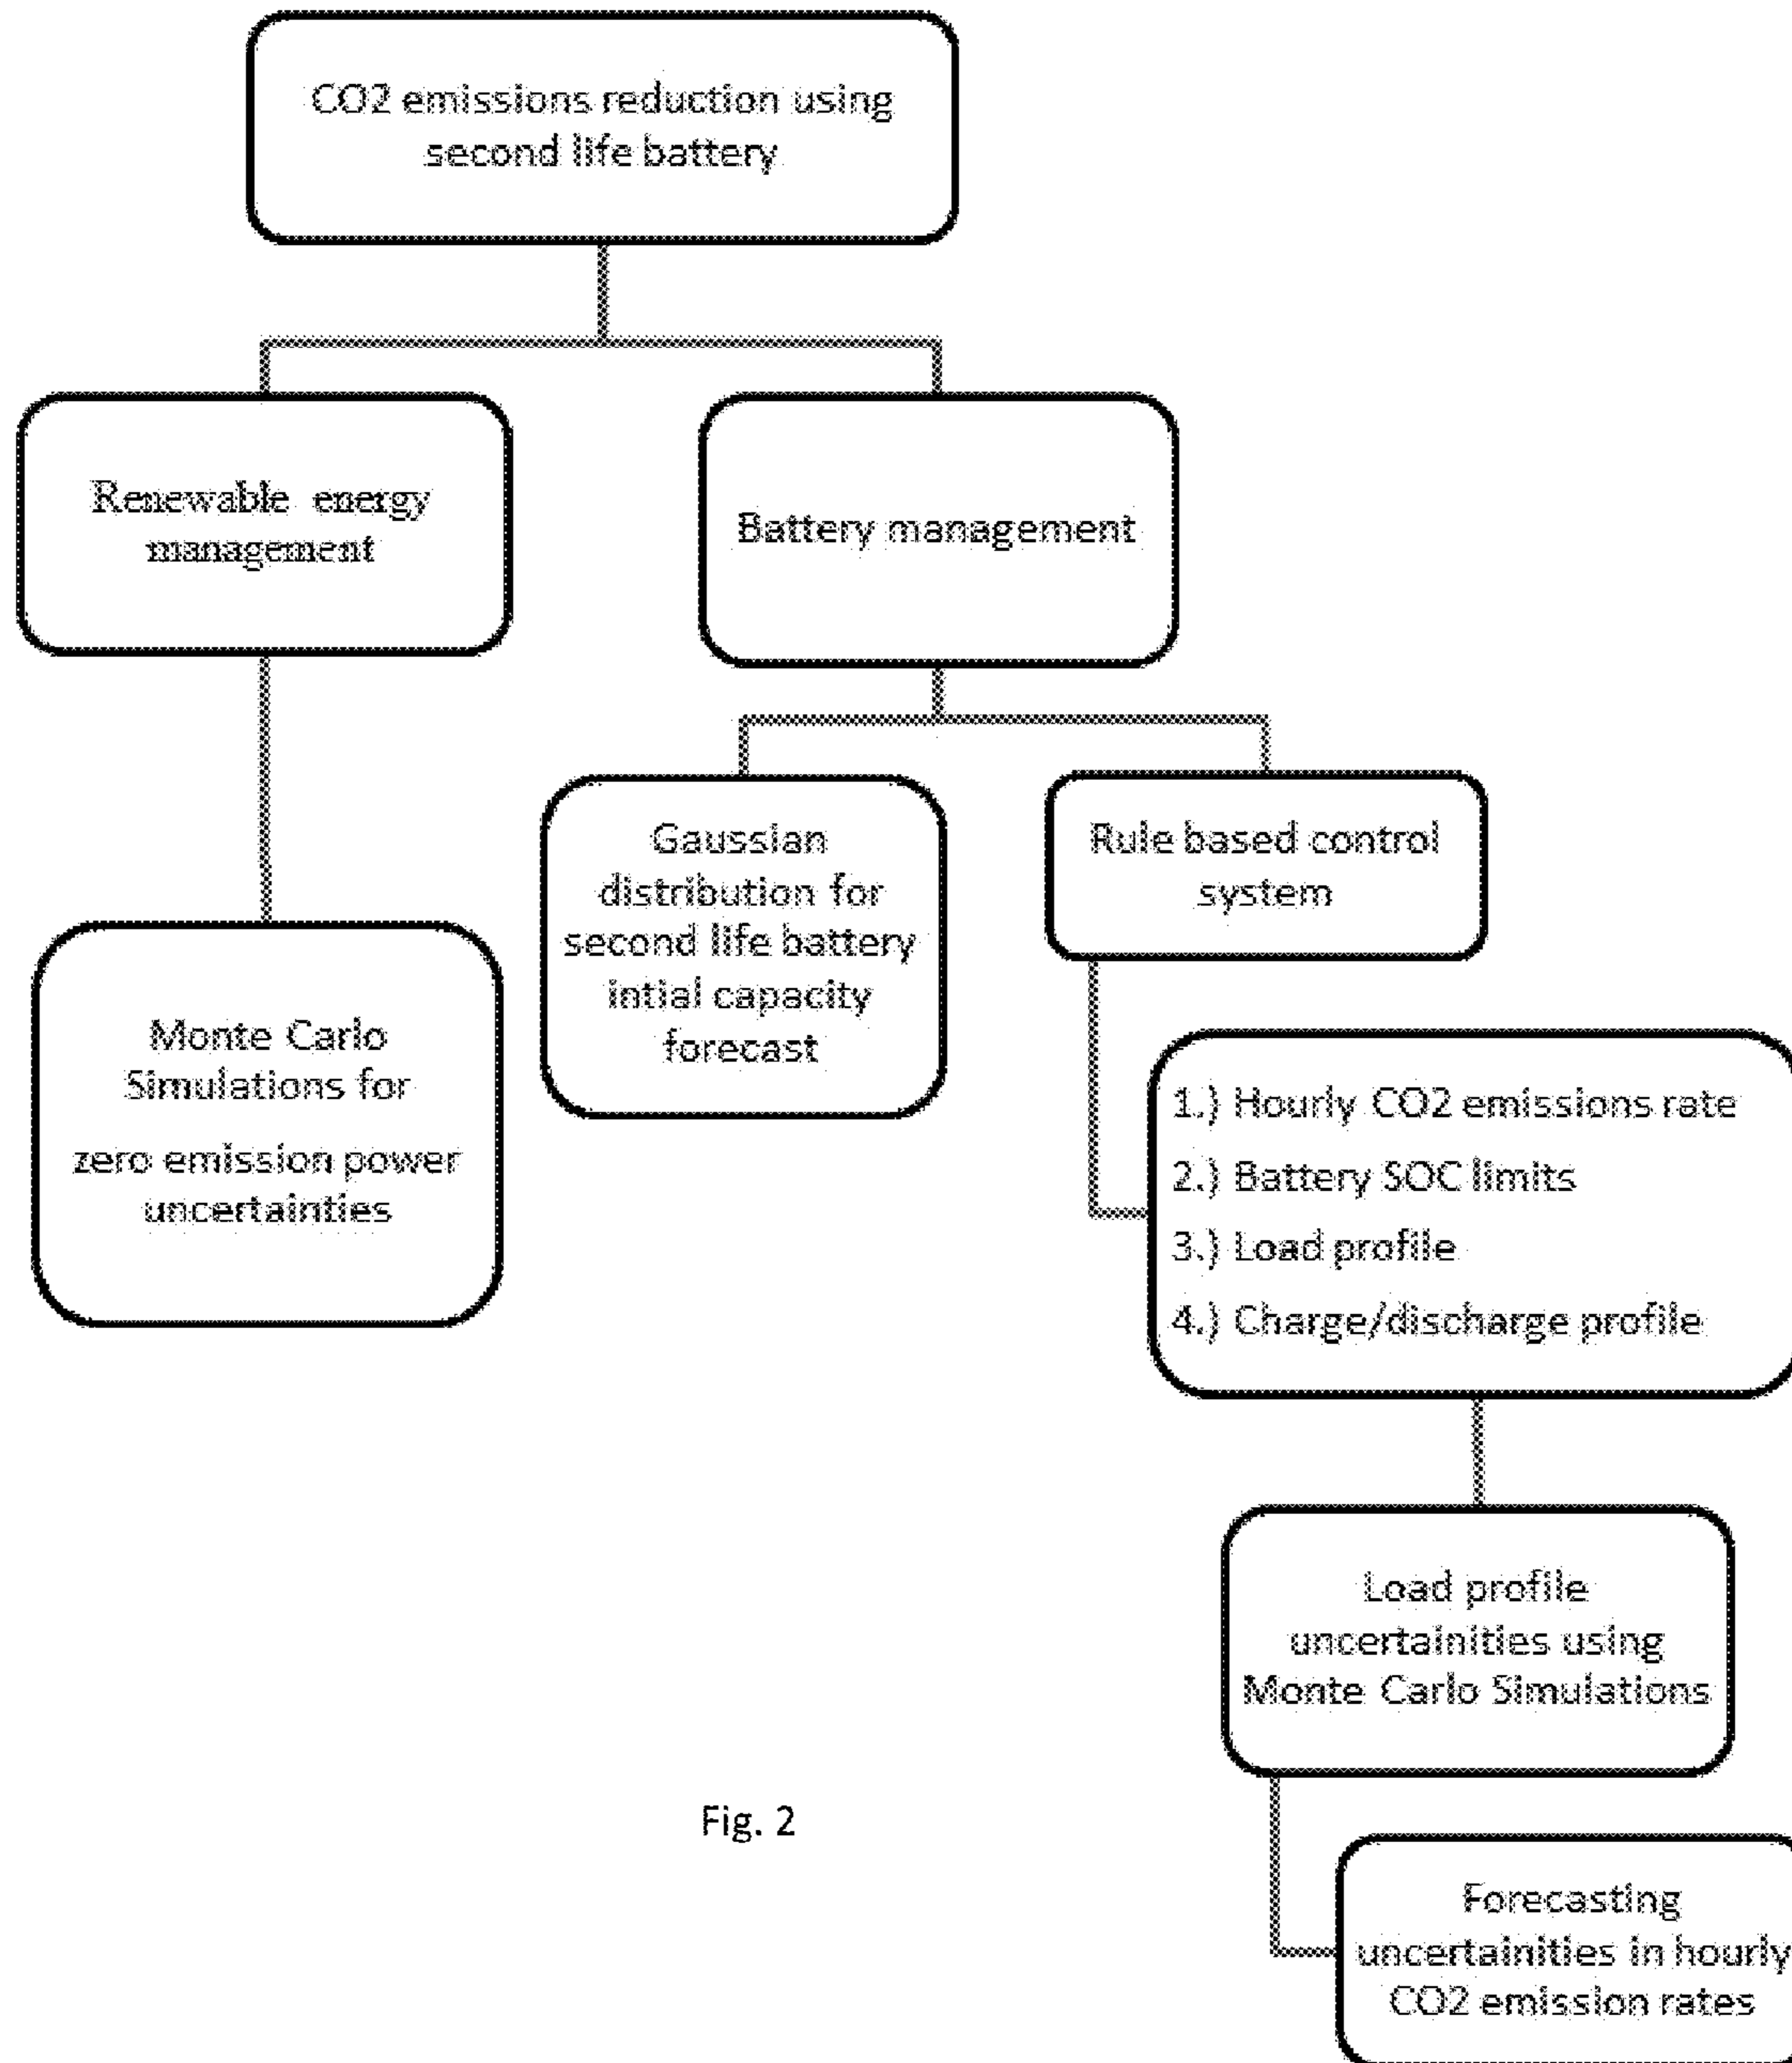 CO2 emissions reduction using
second life battery
Renewable energy
management
Battery management
Gaussian
distribution for
second life battery
intial capacity
forecast
Rule based control
system
Monte Carlo
Simulations for
zero emission power
uncertainties
1.) Hourly CO2 emissions rate
2.) Battery SOC limits
3.) Load profile
4.) Charge/discharge profile
Load profile
uncertainities using
Monte Carlo Simulations
Forecasting
uncertainities in hourly
CO2 emission rates
Fig. 2